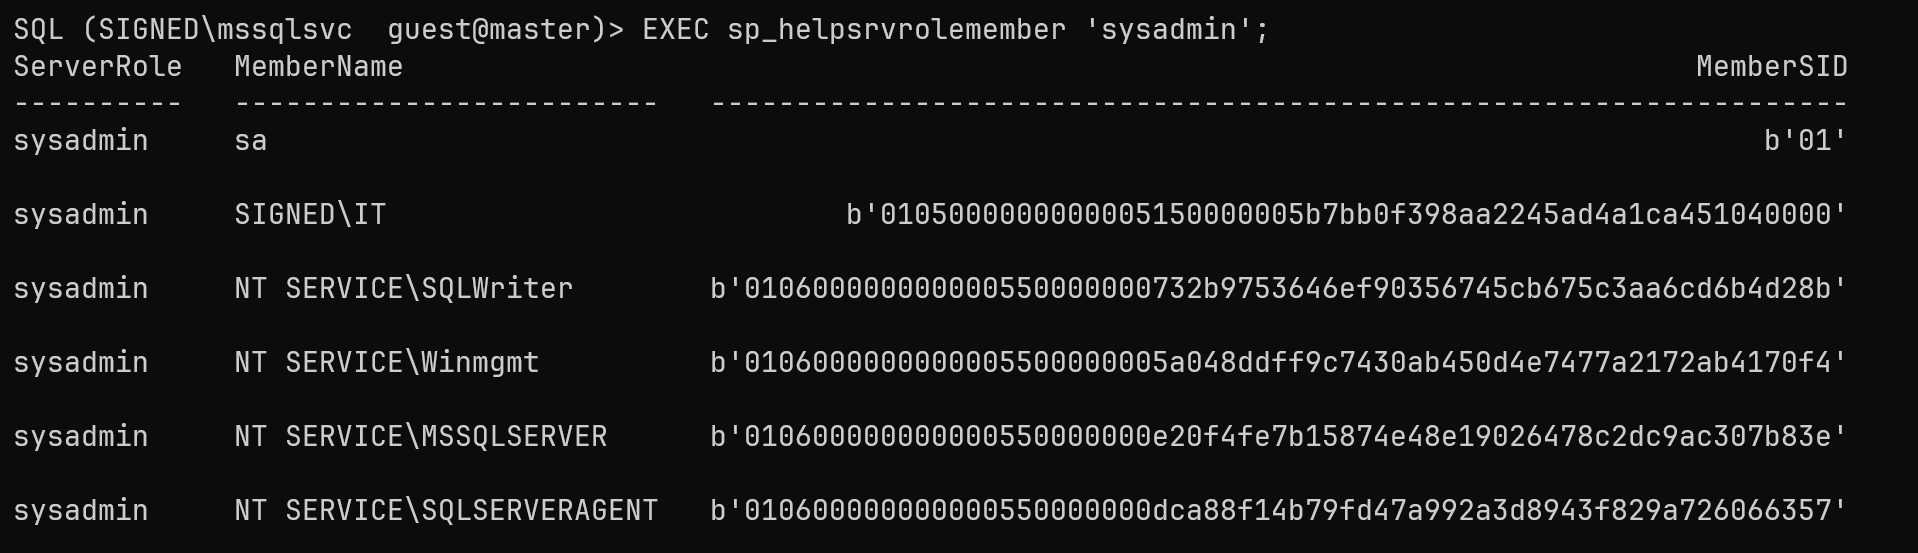 SQL (SIGNED\mssqlsvc  guest@master)> EXEC sp_helpsrvrolemember 'sysadmin';
ServerRole   MemberName                                                                            MemberSID
----------   -------------------------   -------------------------------------------------------------------
sysadmin     sa                                                                                        b'01'
sysadmin     SIGNED\IT                           b'0105000000000005150000005b7bb0f398aa2245ad4a1ca451040000'
sysadmin     NT SERVICE\SQLWriter        b'010600000000000550000000732b9753646ef90356745cb675c3aa6cd6b4d28b'
sysadmin     NT SERVICE\Winmgmt          b'0106000000000005500000005a048ddff9c7430ab450d4e7477a2172ab4170f4'
sysadmin     NT SERVICE\MSSQLSERVER      b'010600000000000550000000e20f4fe7b15874e48e19026478c2dc9ac307b83e'
sysadmin     NT SERVICE\SQLSERVERAGENT   b'010600000000000550000000dca88f14b79fd47a992a3d8943f829a726066357'